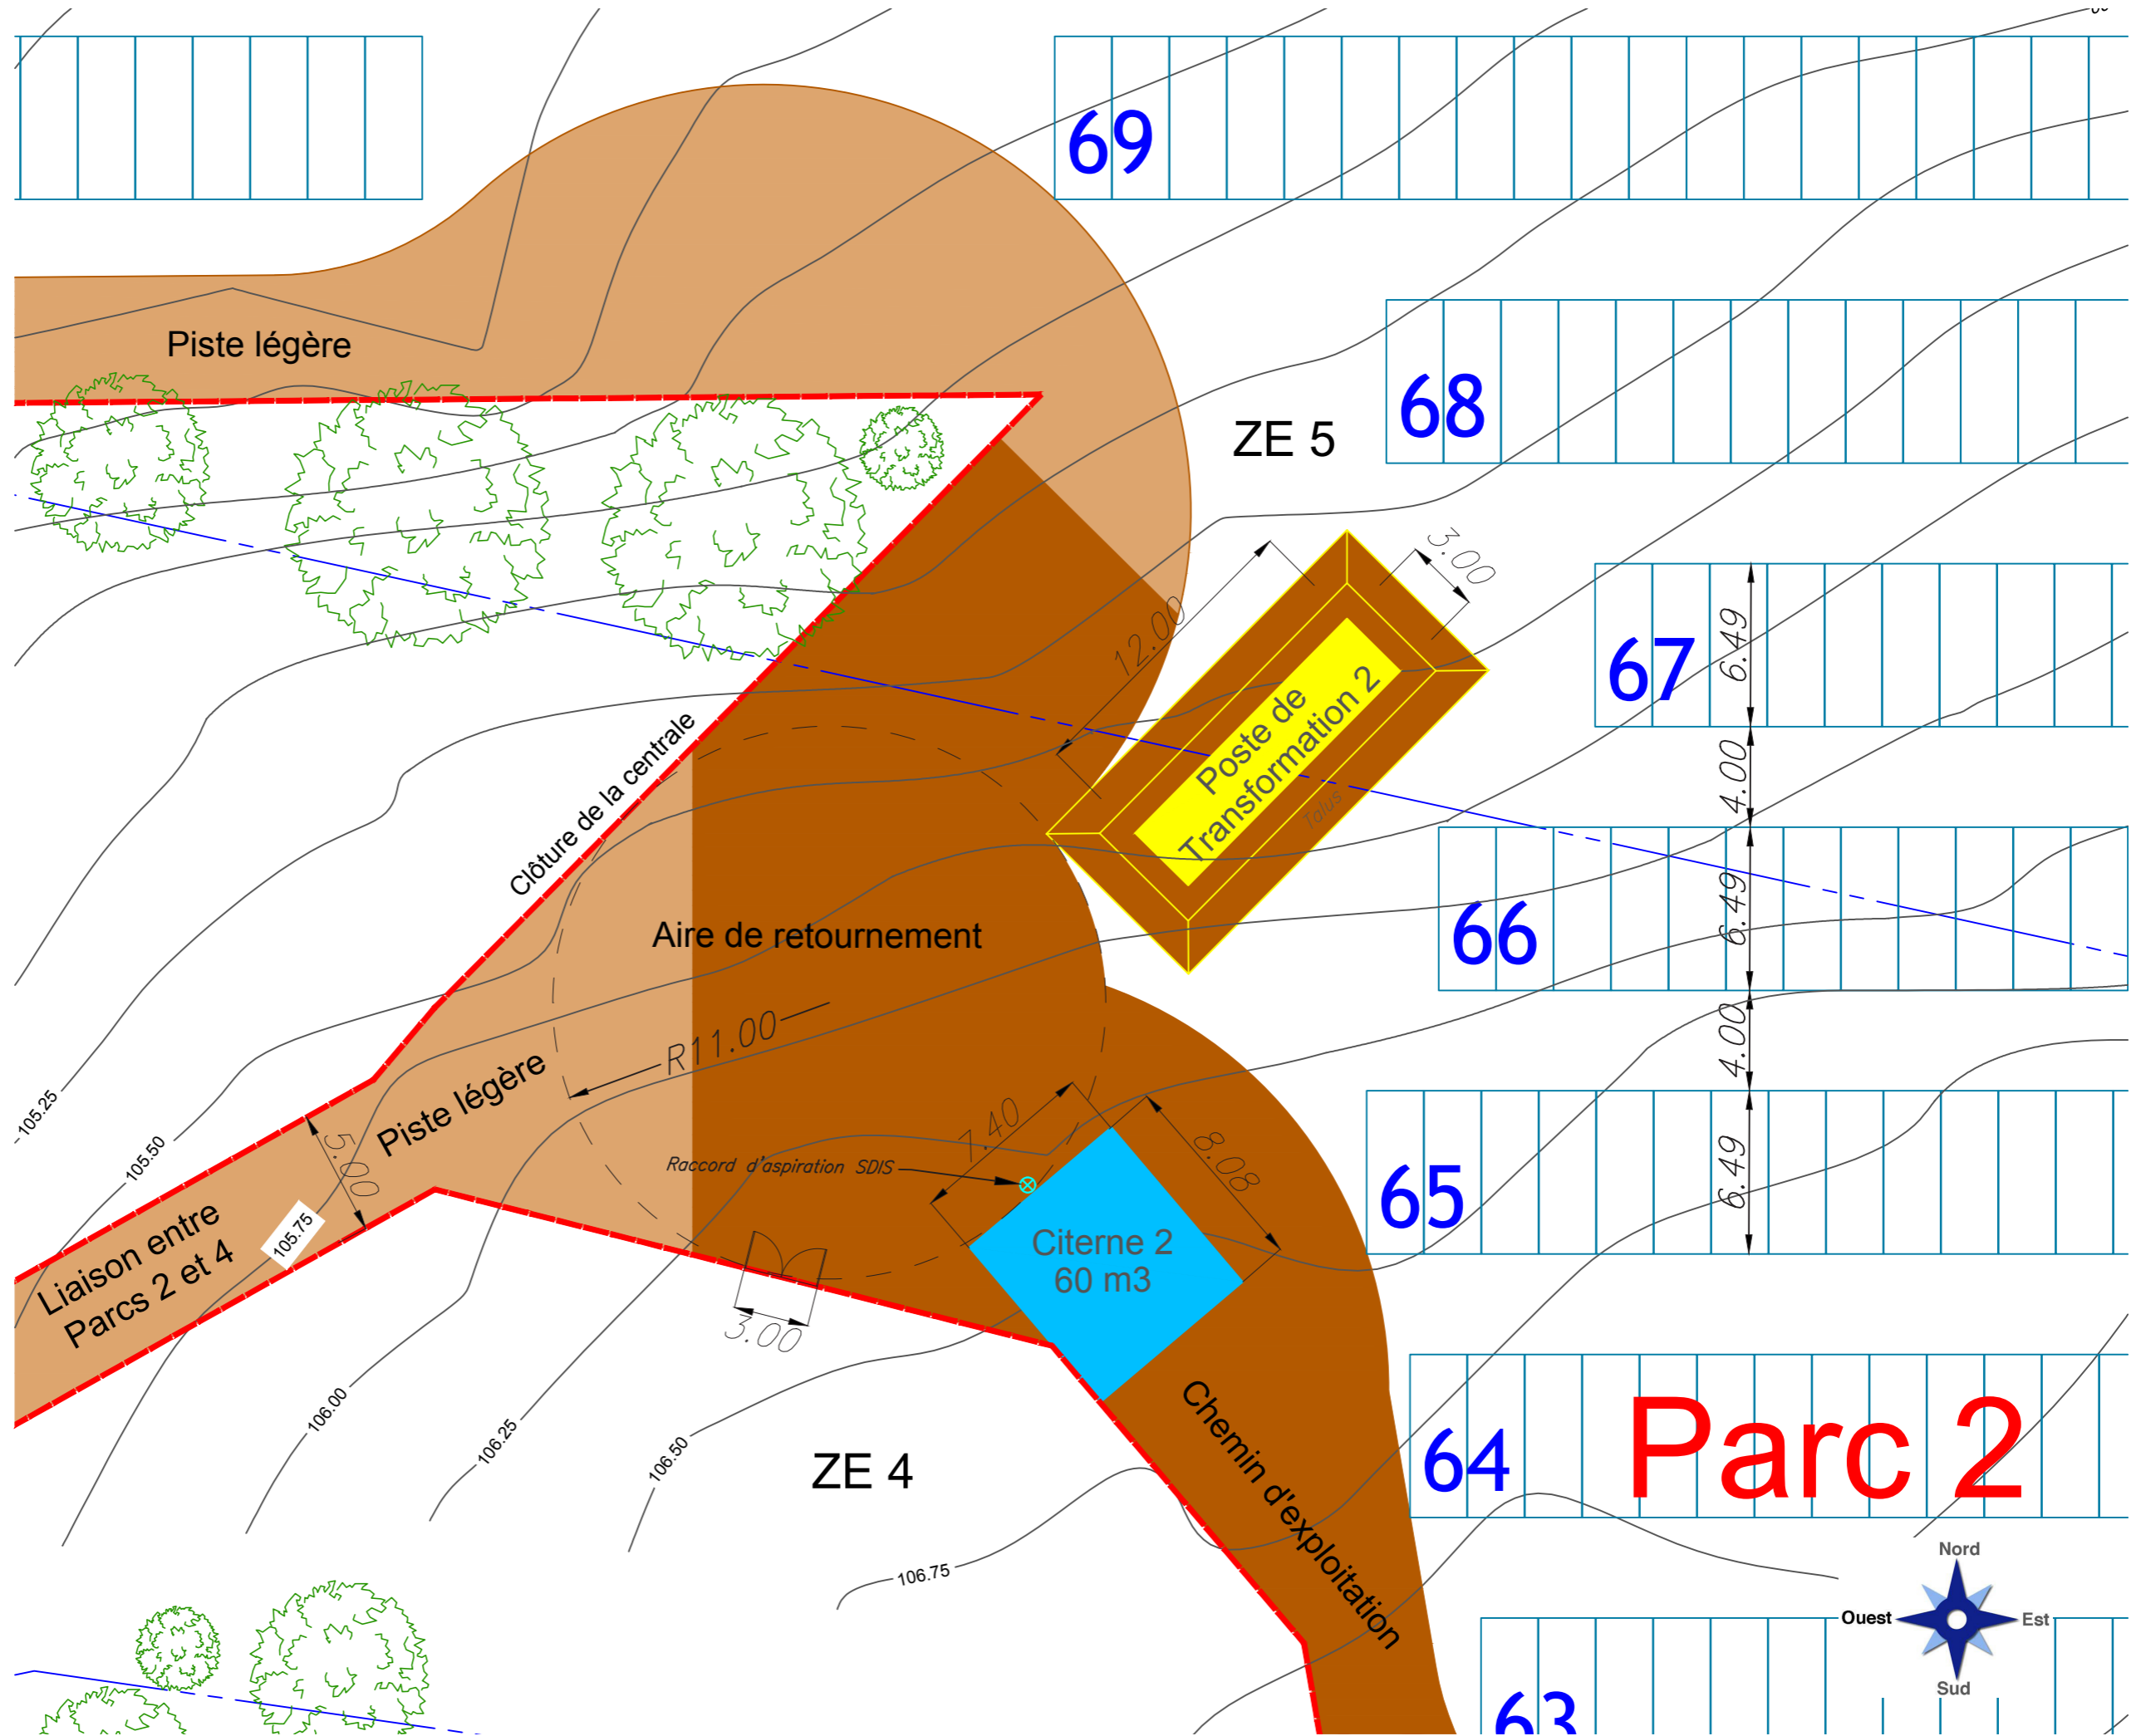 69
Piste légère
ZE 5
68
3.00
12.00
67
6.49
Poste de
Transformation 2
Talus
Clôture de la centrale
4.00
66
6.49
Aire de retournement
R11.00
4.00
Piste légère
105.25
105.50
5.00
7.40
8.08
Raccord d'aspiration SDIS
65
6.49
Liaison entre
Parcs 2 et 4
105.75
Citerne 2
60 m3
3.00
106.00
106.25
106.50
ZE 4
Chemin d'exploitation
64
Parc 2
106.75
Nord
Ouest
Est
Sud
63